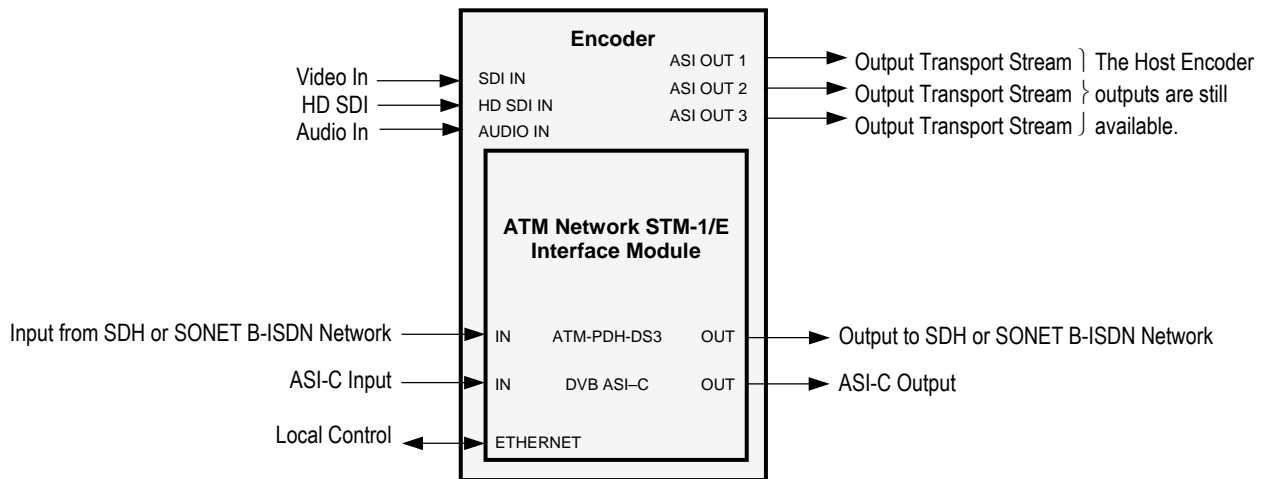 Encoder
Video In
HD SDI
Audio In
SDI IN
HD SDI IN
AUDIO IN
ASI OUT 1
ASI OUT 2
ASI OUT 3
Output Transport Stream
Output Transport Stream
Output Transport Stream
The Host Encoder
outputs are still
available.
ATM Network STM-1/E
Interface Module
Input from SDH or SONET B-ISDN Network
IN
ATM-PDH-DS3
OUT
Output to SDH or SONET B-ISDN Network
ASI-C Input
IN
DVB ASI–C
OUT
ASI-C Output
Local Control
ETHERNET